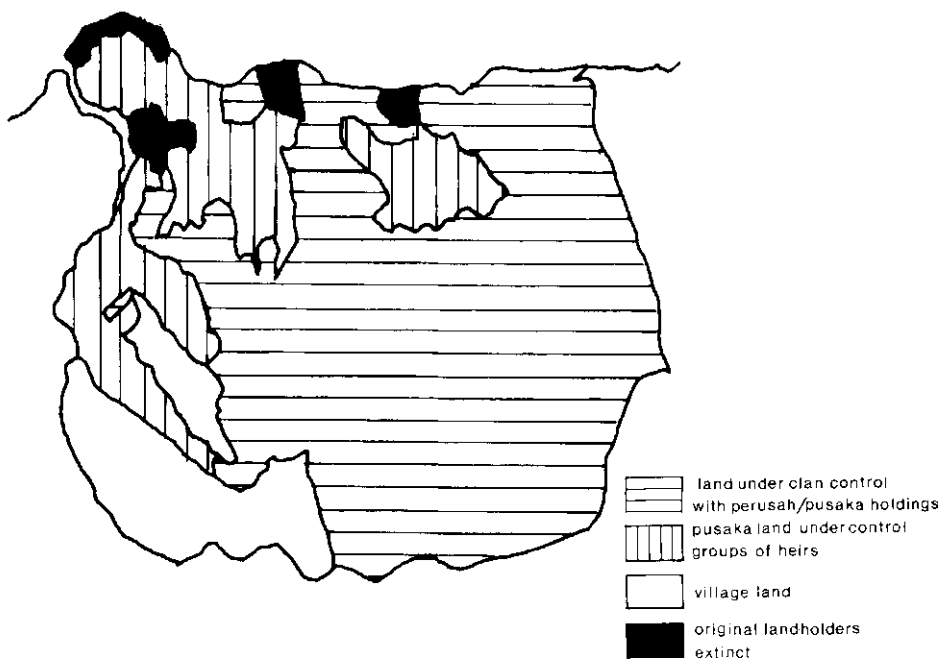 land under clan control
with perusah/pusaka holdings
pusaka land under control
groups of heirs
village land
original landholders
extinct